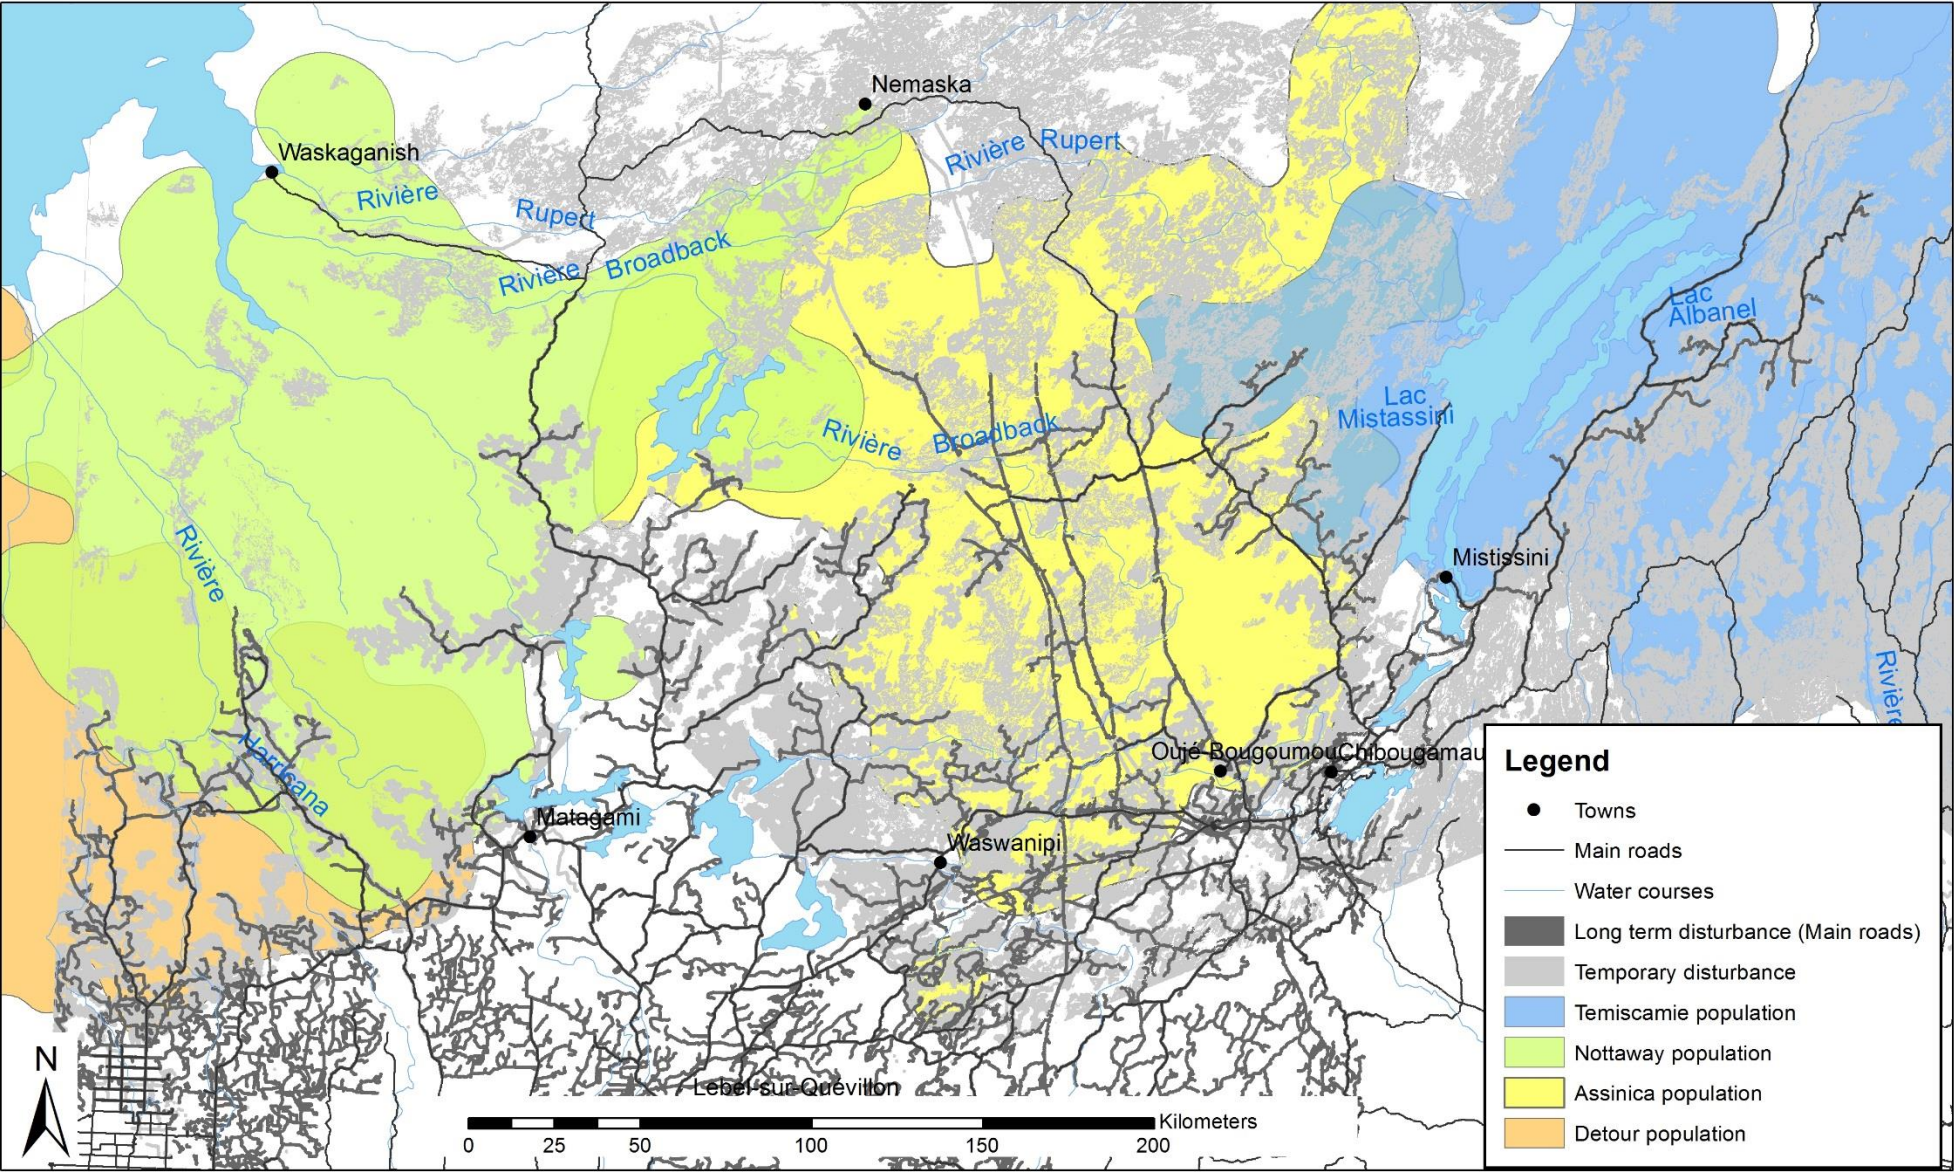 Nemaska
Waskaganish
Rivière Rupert
Rivière
Rupert
Rivière Broadback
Lac
Albanel
Lac
Mistassini
Rivière Broadback
Rivière
Mistissini
Rivière
Harricana
Oujé-Bougoumou
Chibougamau
Matagami
Waswanipi
Lebel-sur-Quévillon
Legend
Towns
Main roads
Water courses
Long term disturbance (Main roads)
Temporary disturbance
Temiscamie population
Nottaway population
Assinica population
Detour population
N
Kilometers
0 25 50 100 150 200